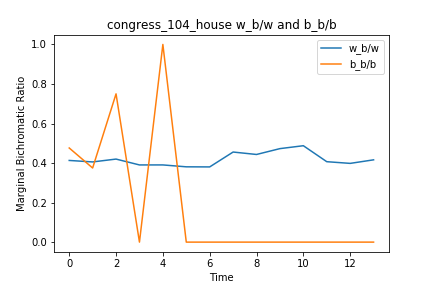 congress_104_house w_b/w and b_b/b
w_b/w
b_b/b
Marginal Bichromatic Ratio
1.0
0.8
0.6
0.4
0.2
0.0
0 2 4 6 8 10 12
Time